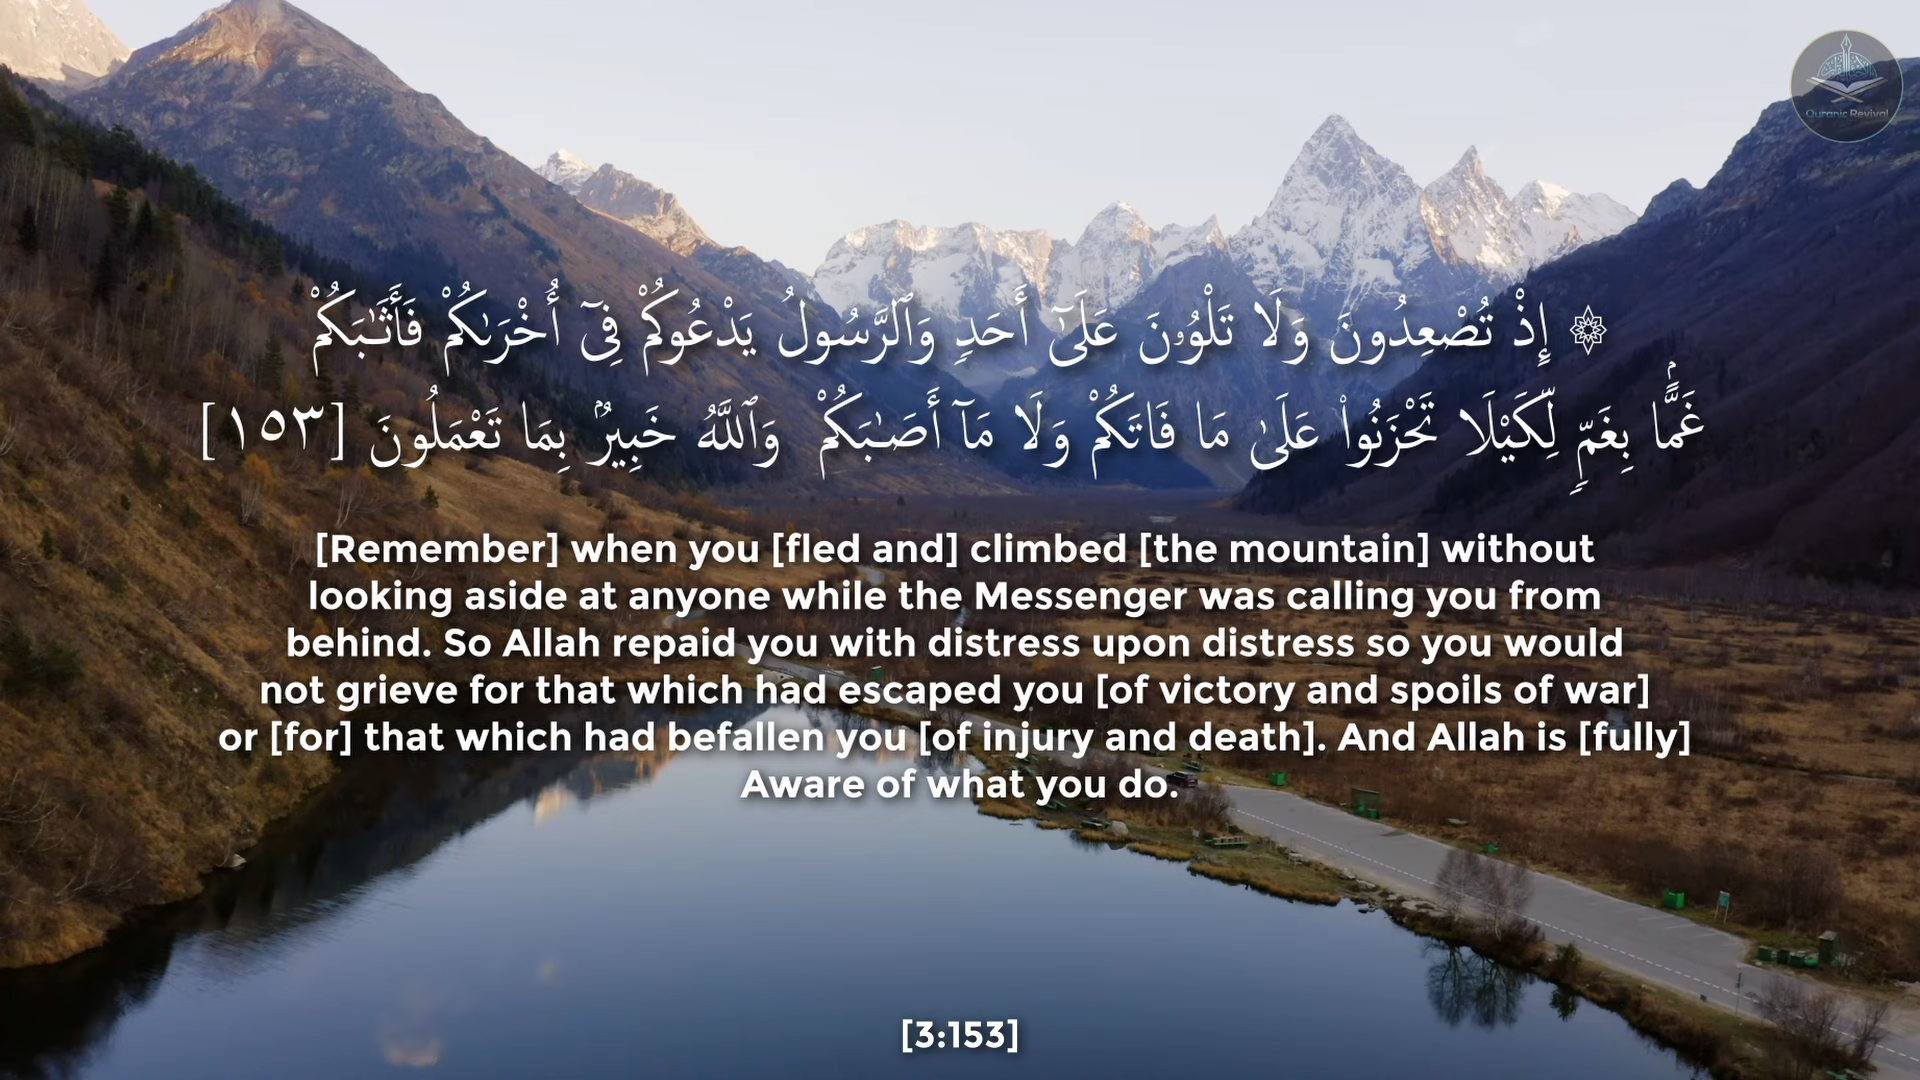 Quranic Revival
۞ إِذْ تُصْعِدُونَ وَلَا تَلْوُۥنَ عَلَىٰٓ أَحَدٍ وَٱلرَّسُولُ يَدْعُوكُمْ فِىٓ أُخْرَىٰكُمْ فَأَثَـٰبَكُمْ
غَمًّۢا بِغَمٍّ لِّكَيْلَا تَحْزَنُوا۟ عَلَىٰ مَا فَاتَكُمْ وَلَا مَآ أَصَـٰبَكُمْ وَٱللَّهُ خَبِيرٌۢ بِمَا تَعْمَلُونَ [١٥٣]
[Remember] when you [fled and] climbed [the mountain] without
looking aside at anyone while the Messenger was calling you from
behind. So Allah repaid you with distress upon distress so you would
not grieve for that which had escaped you [of victory and spoils of war]
or [for] that which had befallen you [of injury and death]. And Allah is [fully]
Aware of what you do.
[3:153]